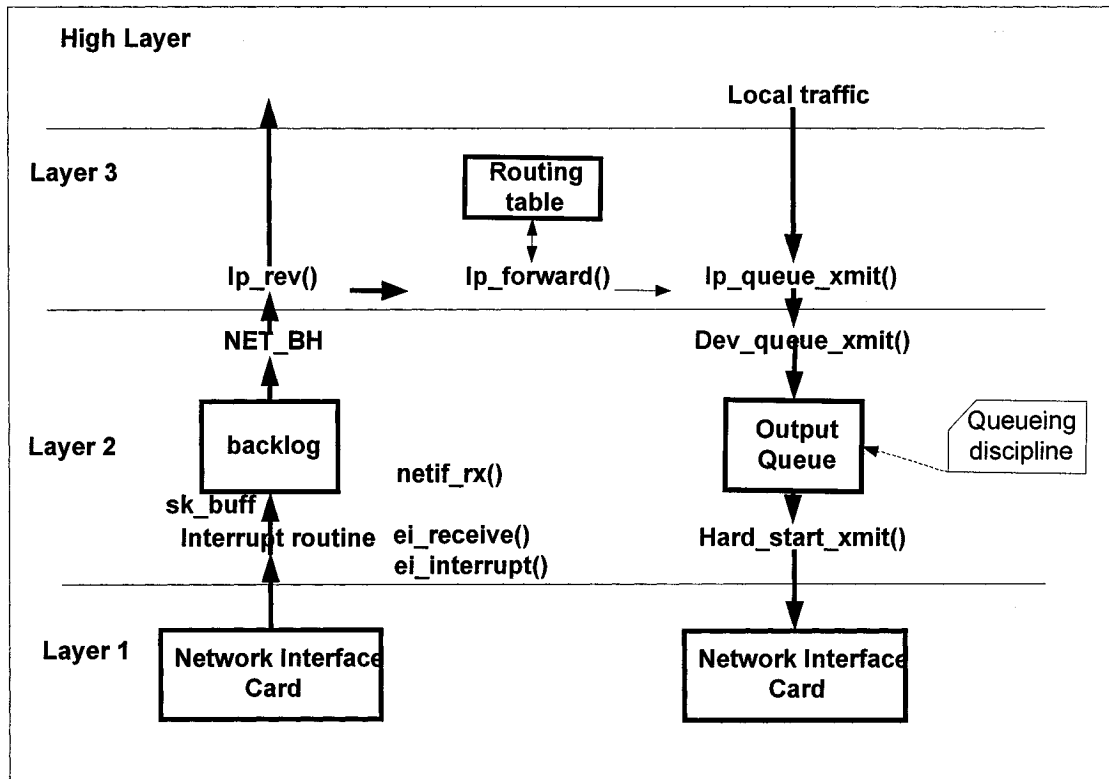 High Layer
Local traffic
Layer 3
Routing
table
Ip_rev()
Ip_forward()
Ip_queue_xmit()
NET_BH
Dev_queue_xmit()
Layer 2
backlog
Output
Queue
Queueing
discipline
netif_rx()
sk_buff
Interrupt routine
ei_receive()
ei_interrupt()
Hard_start_xmit()
Layer 1
Network Interface
Card
Network Interface
Card